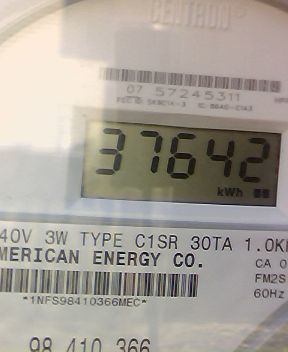 CENTRON
07 57245311
37642
kWh
40V 3W TYPE C1SR 30TA 1.0K
MERICAN ENERGY CO.
CA 0
FM2S
*1NFS98410366MEC*
60Hz
98 410 366